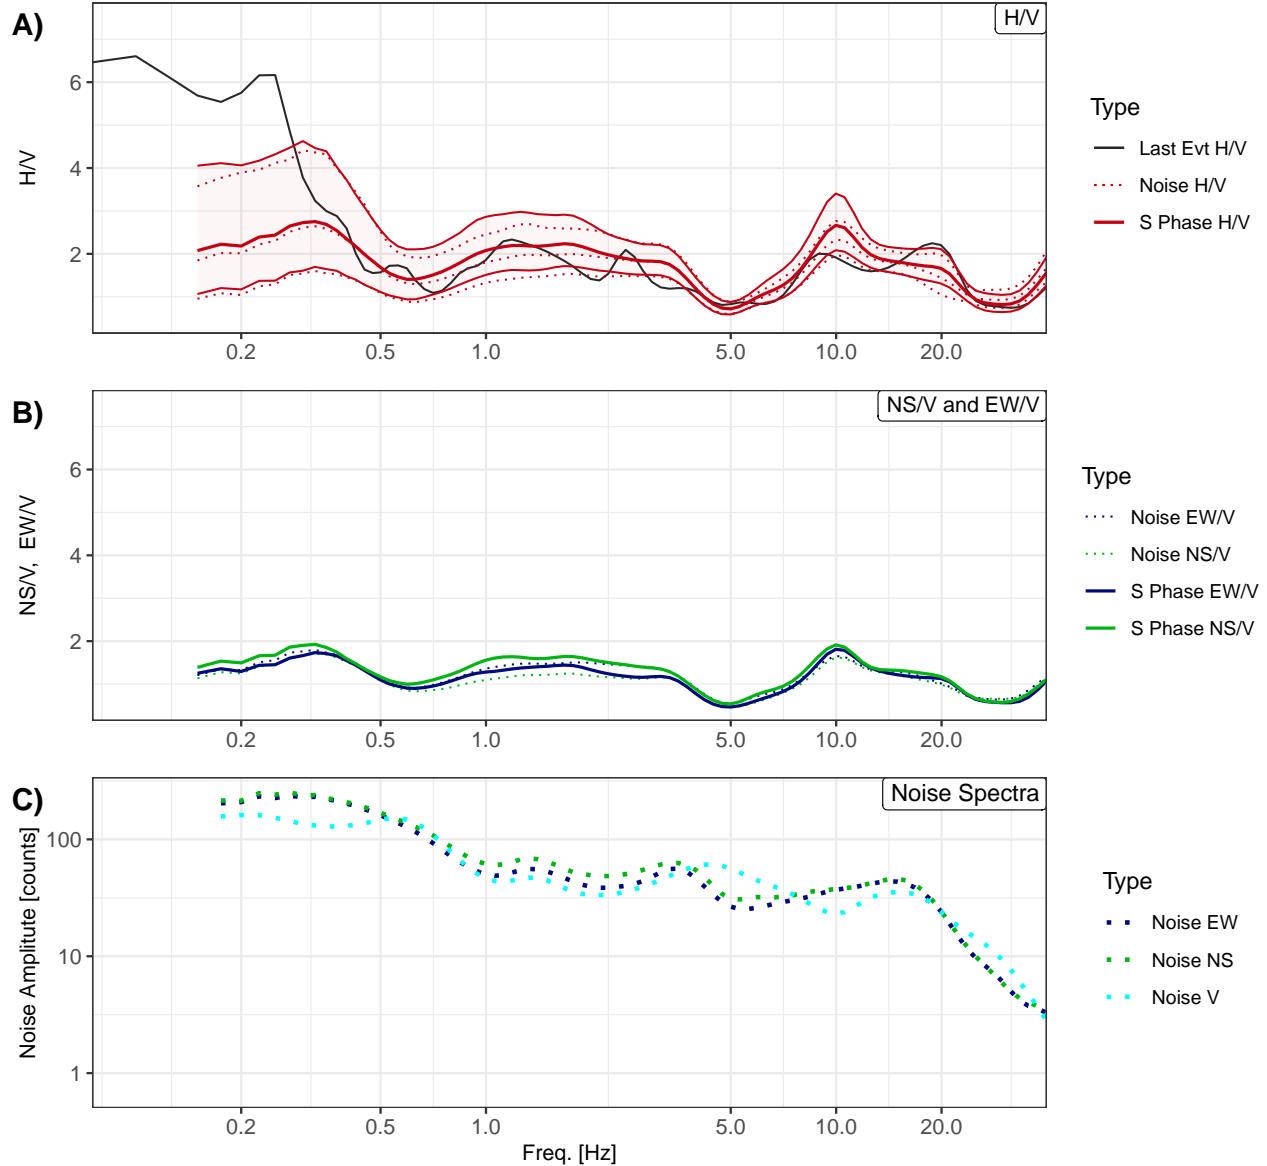 A)
H/V
6
4
2
H/V
0.2 0.5 1.0 5.0 10.0 20.0
Type
Last Evt H/V
Noise H/V
S Phase H/V
B)
NS/V and EW/V
6
4
2
NS/V, EW/V
0.2 0.5 1.0 5.0 10.0 20.0
Type
Noise EW/V
Noise NS/V
S Phase EW/V
S Phase NS/V
C)
Noise Spectra
100
10
1
Noise Amplitute [counts]
0.2 0.5 1.0 5.0 10.0 20.0
Freq. [Hz]
Type
Noise EW
Noise NS
Noise V